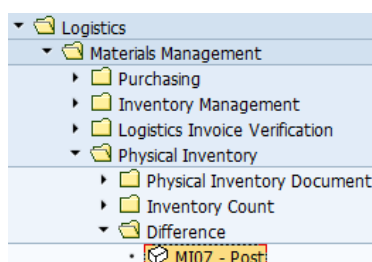 Logistics
Materials Management
Purchasing
Inventory Management
Logistics Invoice Verification
Physical Inventory
Physical Inventory Document
Inventory Count
Difference
MI07 - Post